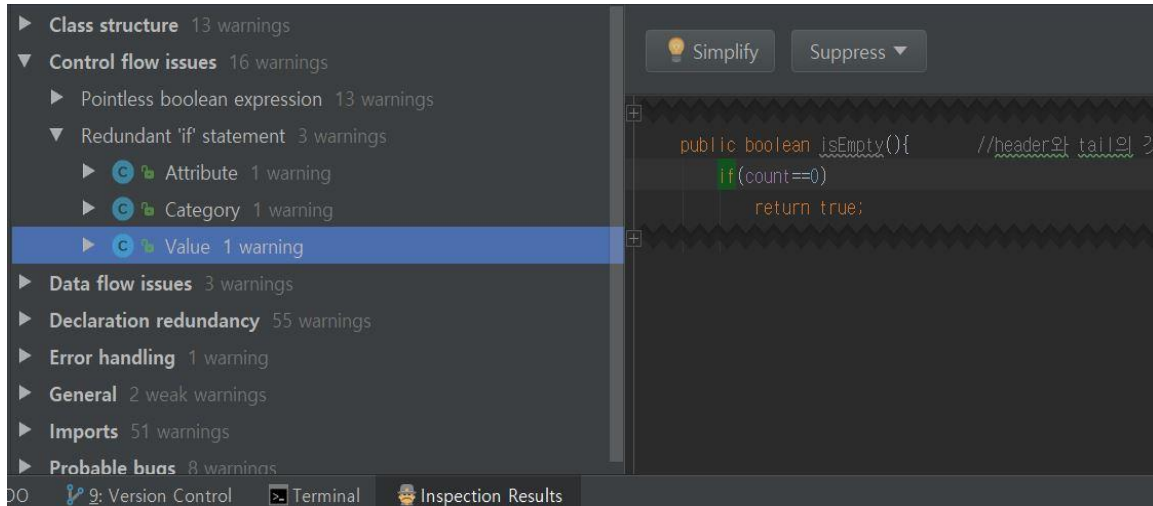 Class structure 13 warnings
Control flow issues 16 warnings
Pointless boolean expression 13 warnings
Redundant 'if' statement 3 warnings
Attribute 1 warning
Category 1 warning
Value 1 warning
Data flow issues 3 warnings
Declaration redundancy 55 warnings
Error handling 1 warning
General 2 weak warnings
Imports 51 warnings
Probable bugs 8 warnings
Simplify Suppress
public boolean isEmpty(){ //header와 tail의
if(count==0)
return true;
DO 9: Version Control Terminal Inspection Results